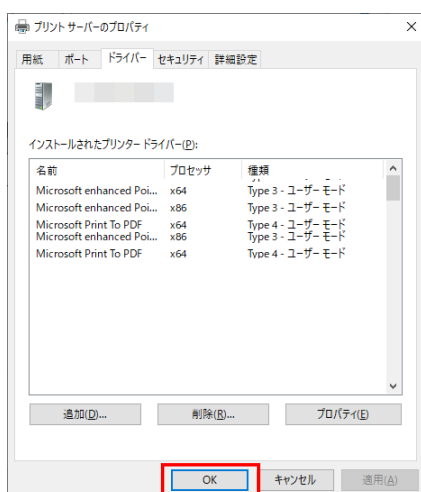 プリント サーバーのプロパティ
用紙 ポート ドライバー セキュリティ 詳細設定
インストールされたプリンター ドライバー(P):
名前 プロセッサ 種類
Microsoft enhanced Poi... x64 Type 3 - ユーザー モード
Microsoft enhanced Poi... x86 Type 3 - ユーザー モード
Microsoft Print To PDF x64 Type 4 - ユーザー モード
Microsoft enhanced Poi... x86 Type 3 - ユーザー モード
Microsoft Print To PDF x64 Type 4 - ユーザー モード
追加(D)... 削除(R)... プロパティ(E)
OK キャンセル 適用(A)